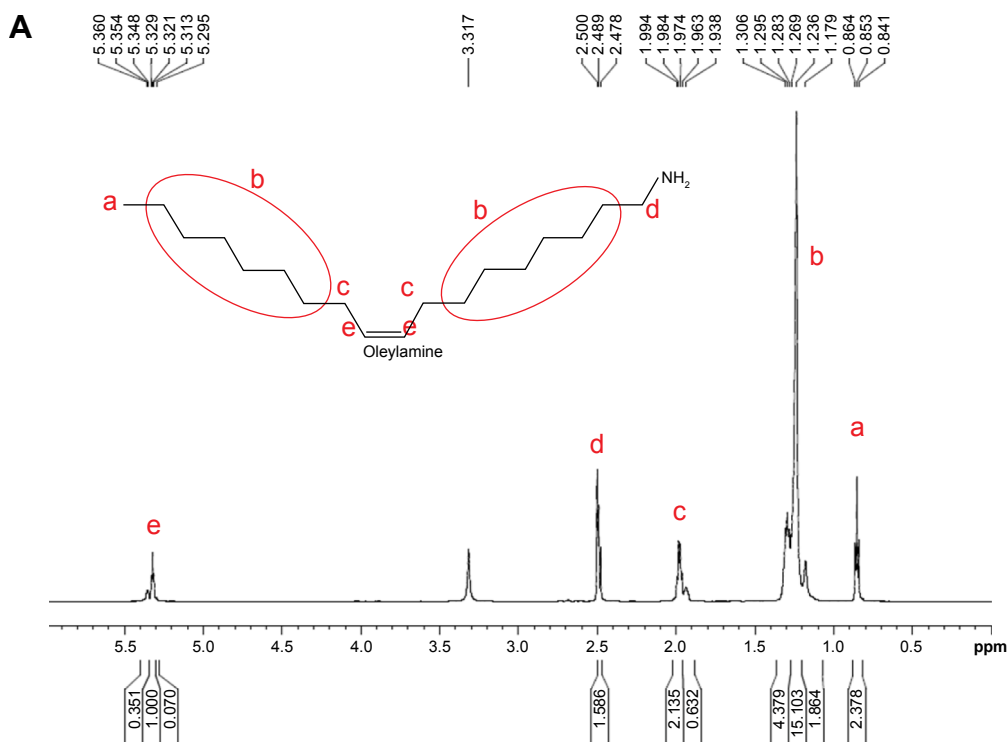 A
5.360
5.354
5.348
5.329
5.321
5.313
5.295
3.317
2.500
2.489
2.478
1.994
1.984
1.974
1.963
1.938
1.306
1.295
1.283
1.269
1.236
1.179
0.864
0.853
0.841
b
NH2
a
b
d
b
c
c
e
e
Oleylamine
a
d
e
c
5.5 5.0 4.5 4.0 3.5 3.0 2.5 2.0 1.5 1.0 0.5 ppm
0.351
1.000
0.070
1.586
2.135
0.632
4.379
15.103
1.864
2.378